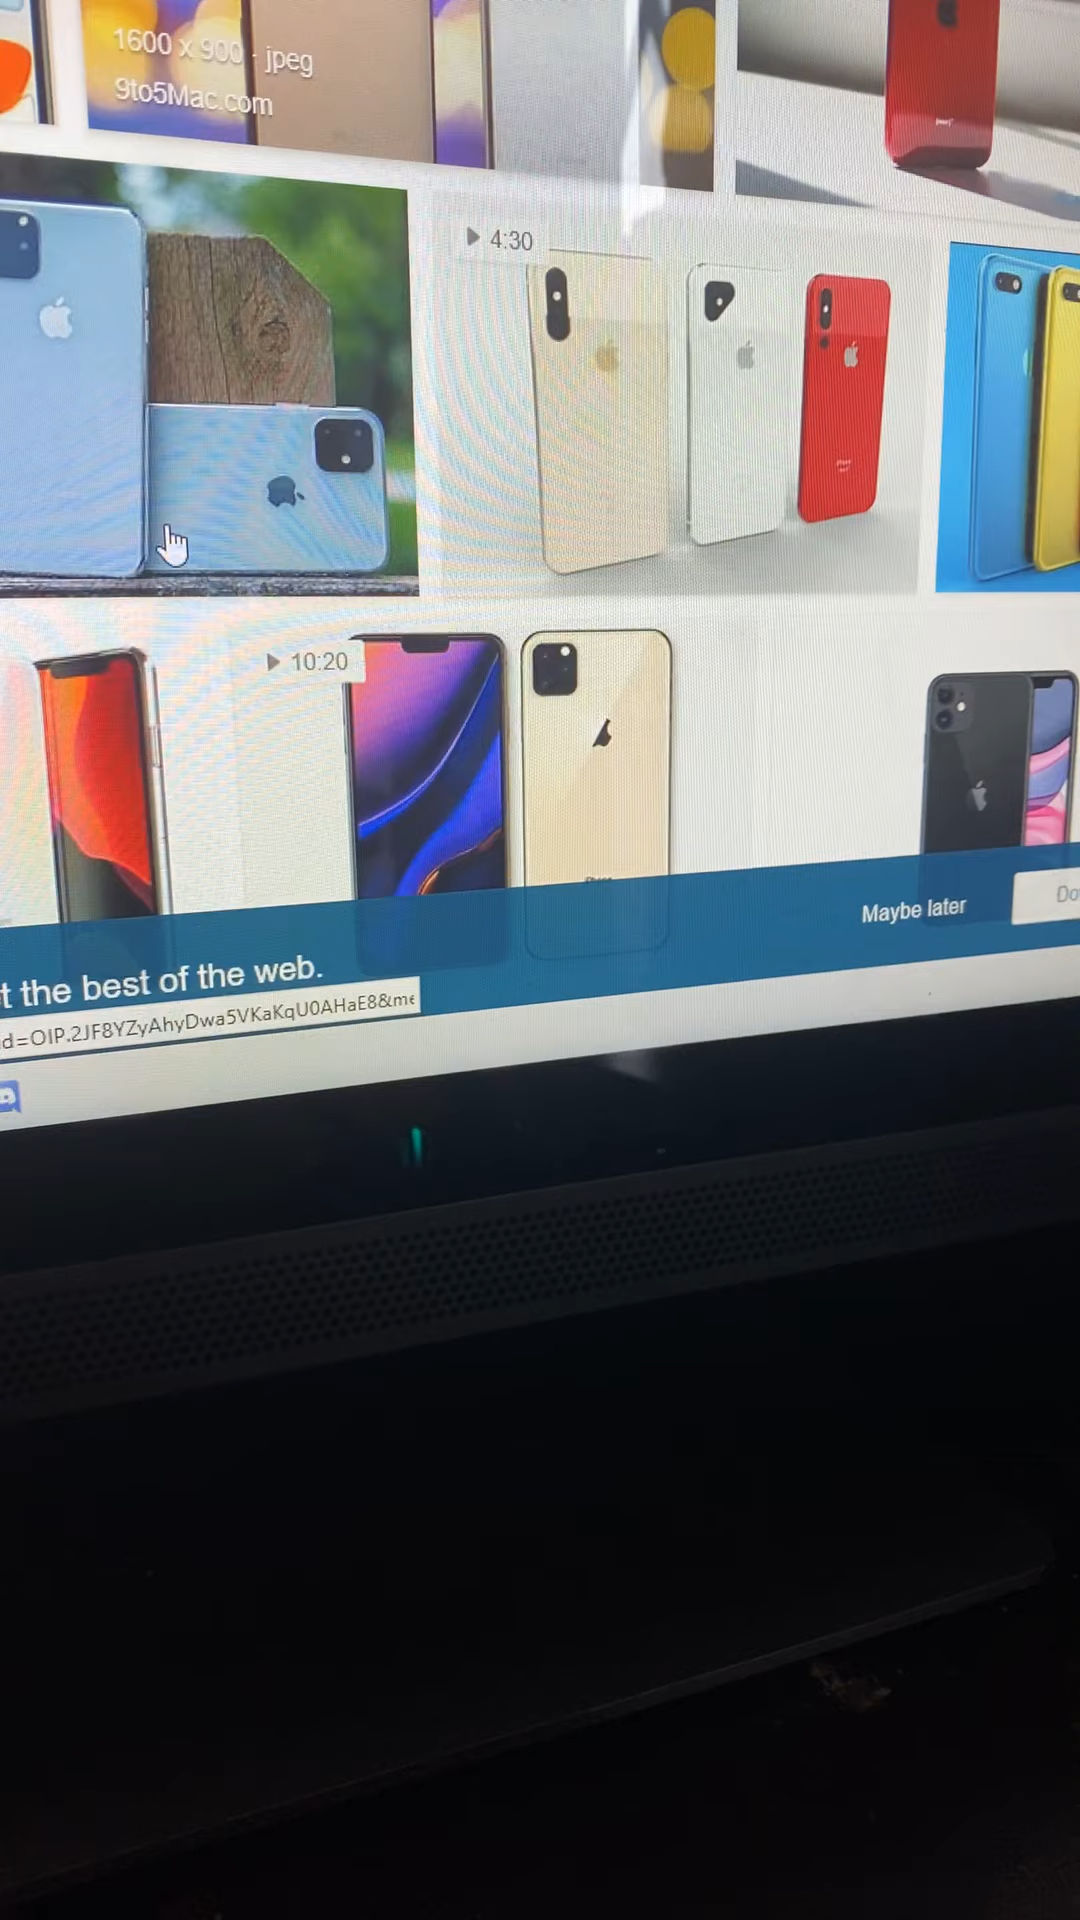 1600 x 900 · jpeg
9to5Mac.com
4:30
10:20
Maybe later
t the best of the web.
d=OIP.2JF8YZyAhyDwa5VKaKqU0AHaE8&me